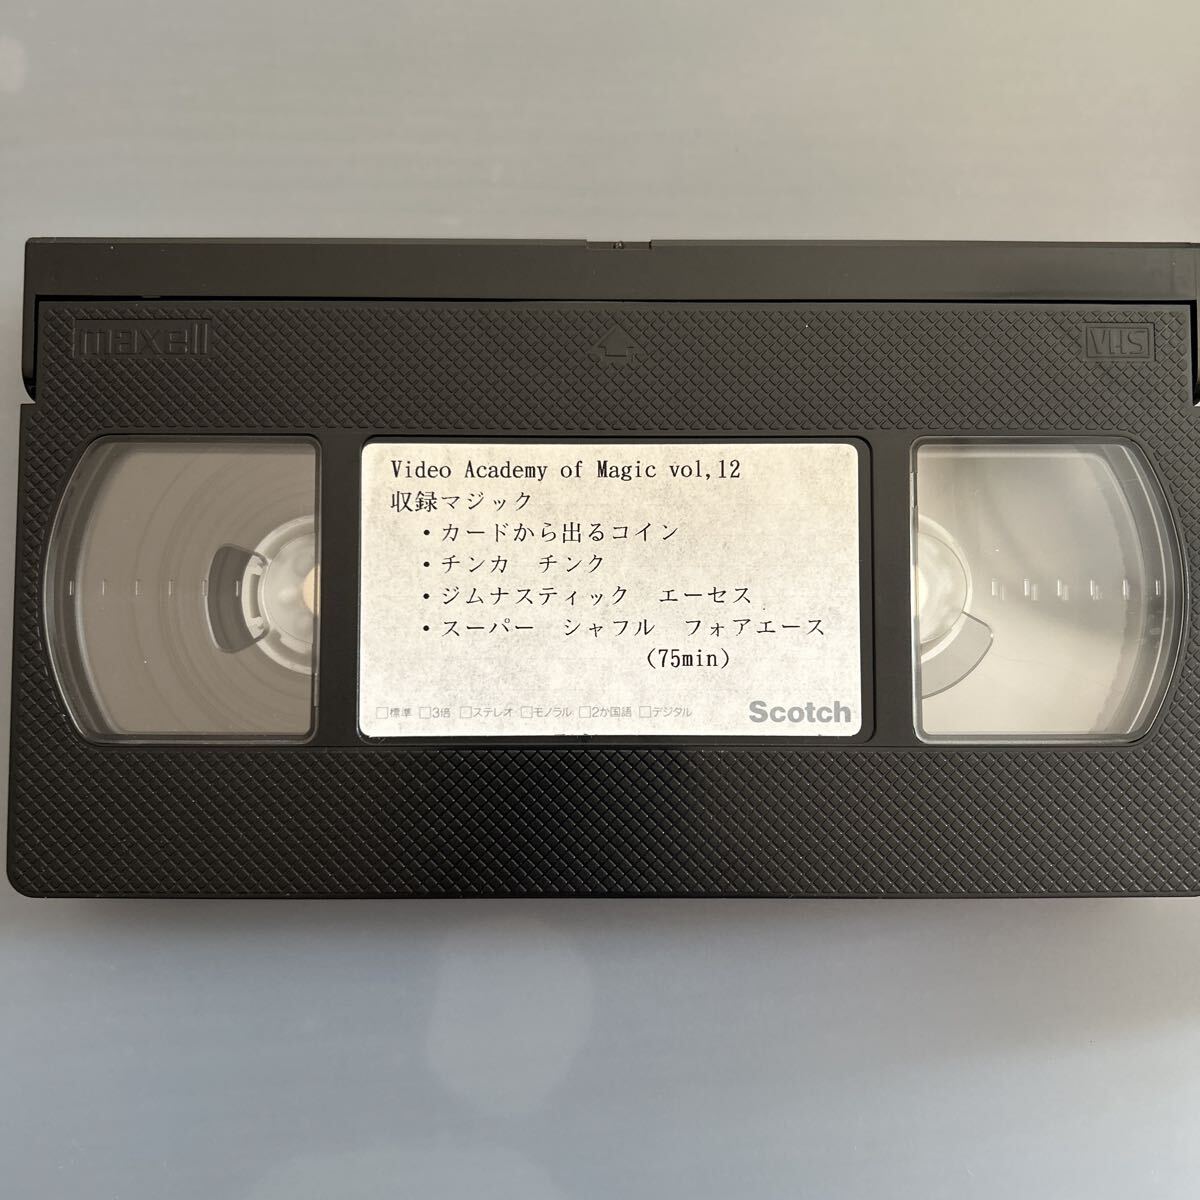 maxell
VHS
Video Academy of Magic vol,12
収録マジック
・カードから出るコイン
・チンカ　チンク
・ジムナスティック　エーセス
・スーパー　シャフル　フォアエース
(75min)
□標準 □3倍 □ステレオ □モノラル □2か国語 □デジタル
Scotch